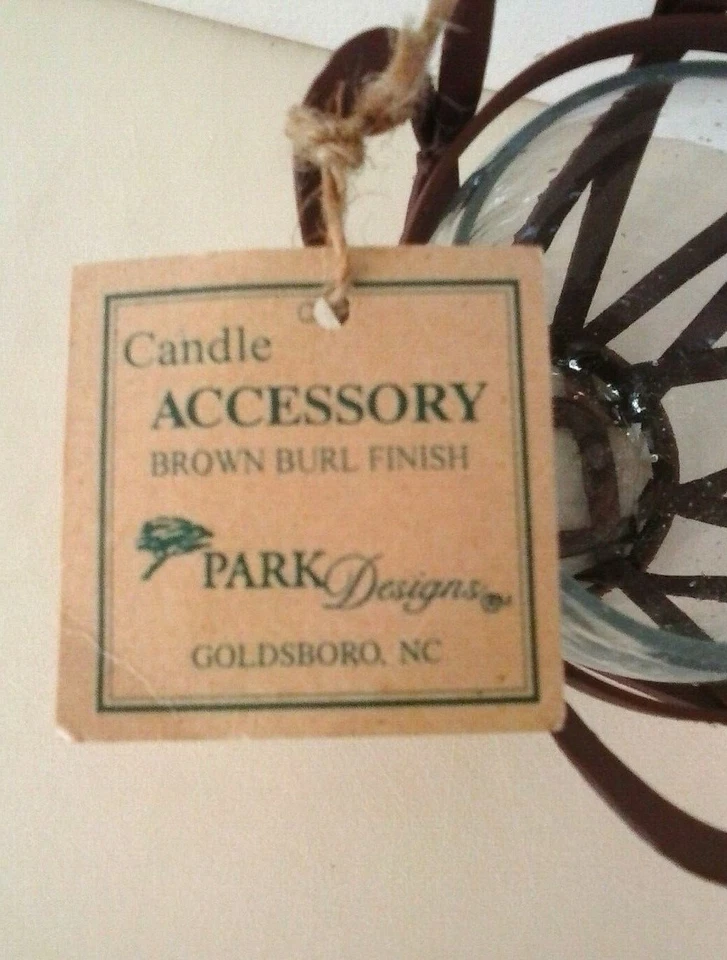 Candle
ACCESSORY
BROWN BURL FINISH
PARK Designs®
GOLDSBORO, NC